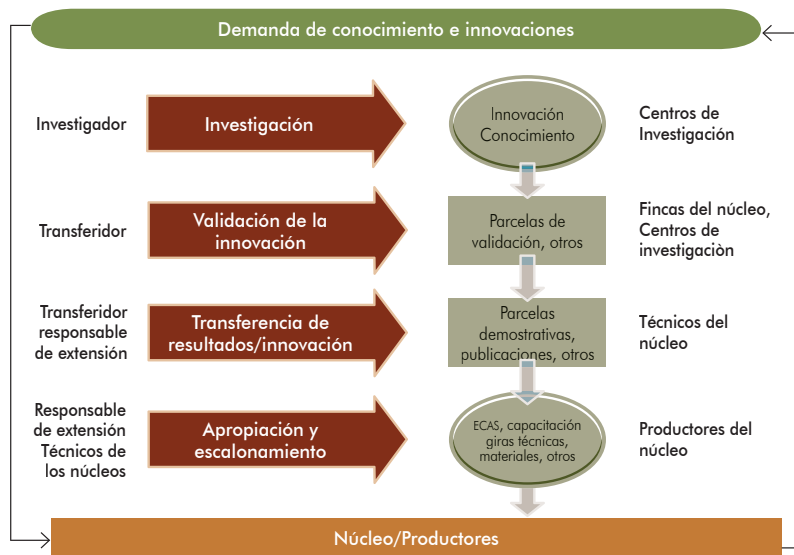 Demanda de conocimiento e innovaciones
Investigador
Investigación
Innovación
Conocimiento
Centros de
Investigación
Transferidor
Validación de la
innovación
Parcelas de
validación, otros
Fincas del núcleo,
Centros de
investigaciòn
Transferidor
responsable
de extensión
Transferencia de
resultados/innovación
Parcelas
demostrativas,
publicaciones, otros
Técnicos del
núcleo
Responsable
de extensión
Técnicos de
los núcleos
Apropiación y
escalonamiento
ECAS, capacitación
giras técnicas,
materiales, otros
Productores del
núcleo
Núcleo/Productores